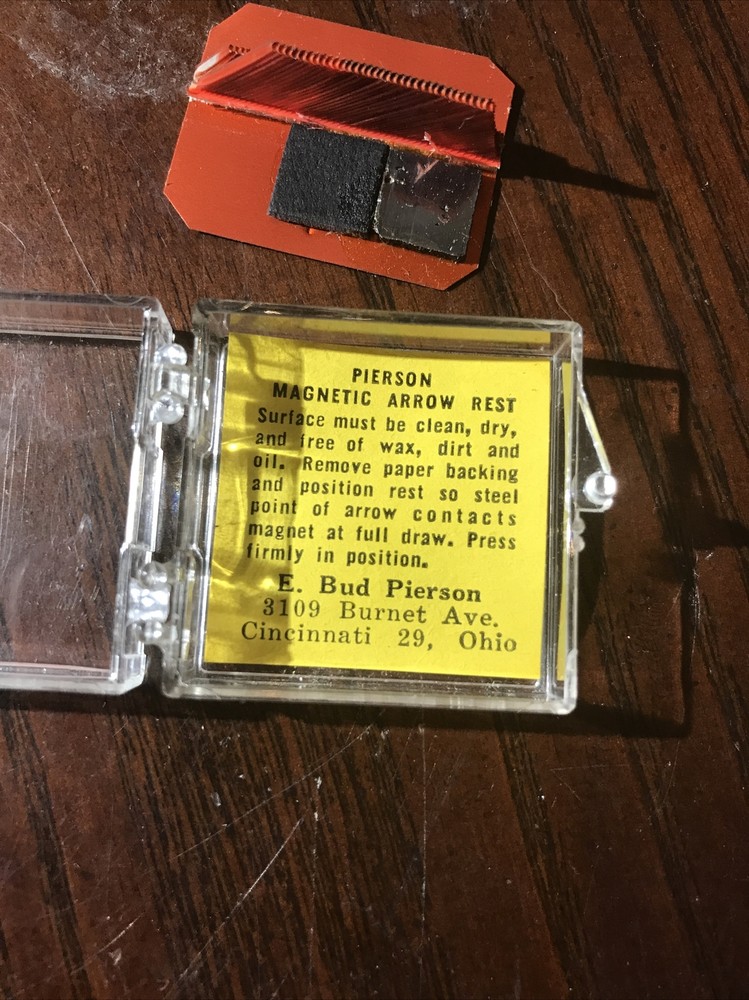 PIERSON
MAGNETIC ARROW REST
Surface must be clean, dry,
and free of wax, dirt and
oil. Remove paper backing
and position rest so steel
point of arrow contacts
magnet at full draw. Press
firmly in position.
E. Bud Pierson
3109 Burnet Ave.
Cincinnati 29, Ohio